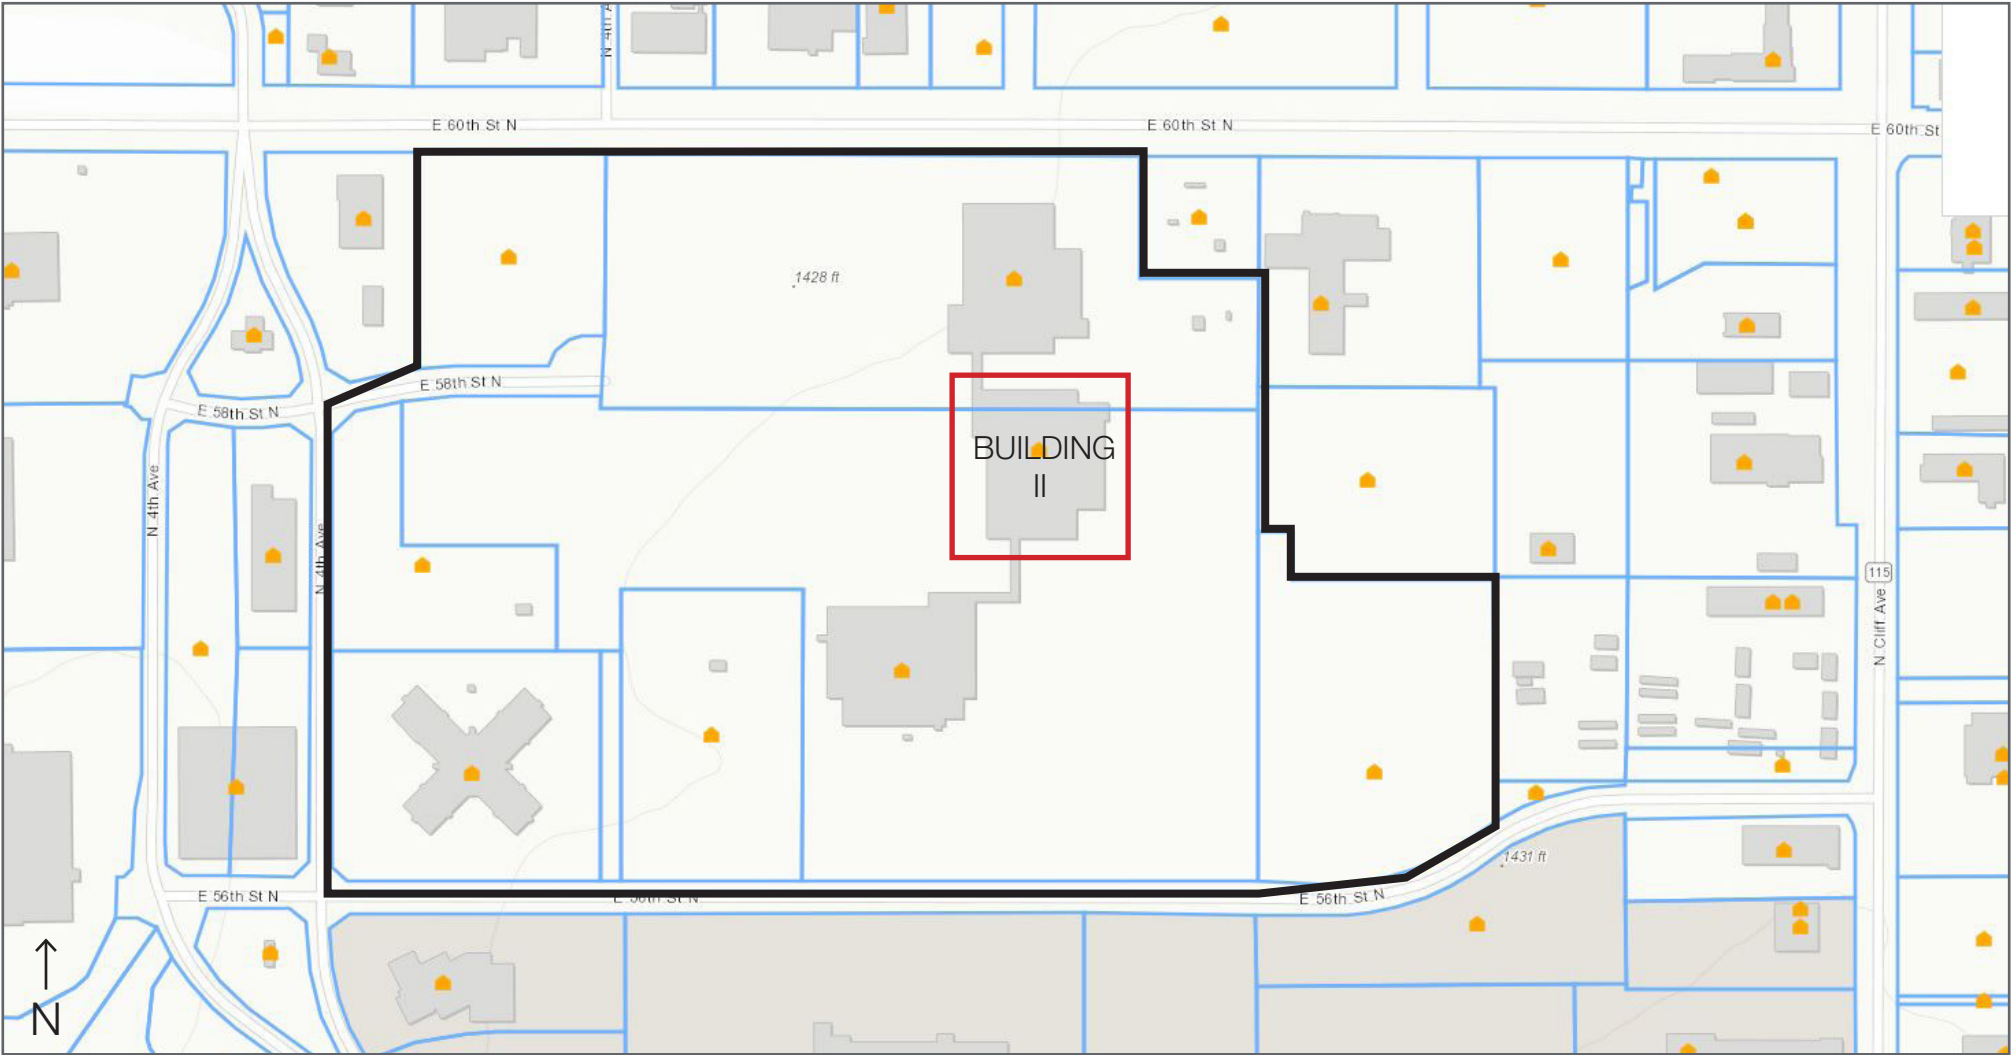 N 4th A
E 60th St N
E 60th St N
E 60th St
1428 ft
E 58th St N
E 58th St N
BUILDING
II
N 4th Ave
N 4th Ave
115
N Cliff Ave
1431 ft
E 56th St N
E 56th St N
E 56th St N
N